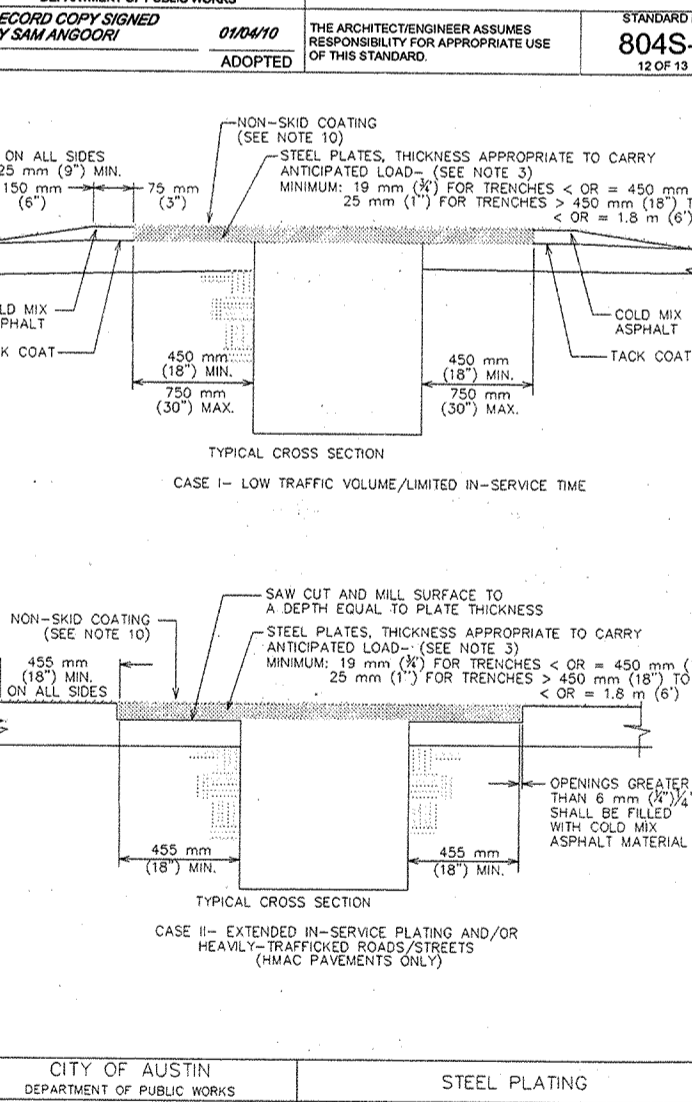 ECORD COPY SIGNED
Y SAM ANGOORI
01/04/10
ADOPTED
THE ARCHITECT/ENGINEER ASSUMES
RESPONSIBILITY FOR APPROPRIATE USE
OF THIS STANDARD.
STANDARD
804S-
12 OF 13
NON-SKID COATING
(SEE NOTE 10)
ON ALL SIDES
25 mm (9") MIN.
150 mm
(6")
75 mm
(3")
STEEL PLATES, THICKNESS APPROPRIATE TO CARRY
ANTICIPATED LOAD- (SEE NOTE 3)
MINIMUM: 19 mm (¾") FOR TRENCHES < OR = 450 mm
25 mm (1") FOR TRENCHES > 450 mm (18") T
< OR = 1.8 m (6')
LD MIX
PHALT
K COAT
COLD MIX
ASPHALT
TACK COAT
450 mm
(18") MIN.
750 mm
(30") MAX.
450 mm
(18") MIN.
750 mm
(30") MAX.
TYPICAL CROSS SECTION
CASE I- LOW TRAFFIC VOLUME/LIMITED IN-SERVICE TIME
SAW CUT AND MILL SURFACE TO
A DEPTH EQUAL TO PLATE THICKNESS
NON-SKID COATING
(SEE NOTE 10)
STEEL PLATES, THICKNESS APPROPRIATE TO CARRY
ANTICIPATED LOAD- (SEE NOTE 3)
MINIMUM: 19 mm (¾") FOR TRENCHES < OR = 450 mm (
25 mm (1") FOR TRENCHES > 450 mm (18") TO
< OR = 1.8 m (6')
455 mm
(18") MIN.
ON ALL SIDES
OPENINGS GREATER
THAN 6 mm (¼") ¼"
SHALL BE FILLED
WITH COLD MIX
ASPHALT MATERIAL
455 mm
(18") MIN.
455 mm
(18") MIN.
TYPICAL CROSS SECTION
CASE II- EXTENDED IN-SERVICE PLATING AND/OR
HEAVILY-TRAFFICKED ROADS/STREETS
(HMAC PAVEMENTS ONLY)
CITY OF AUSTIN
DEPARTMENT OF PUBLIC WORKS
STEEL PLATING